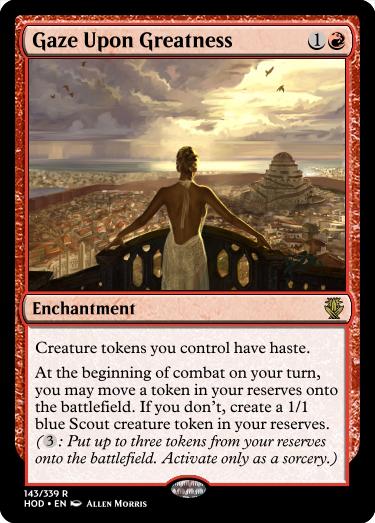 Gaze Upon Greatness 1
Enchantment
Creature tokens you control have haste.
At the beginning of combat on your turn,
you may move a token in your reserves onto
the battlefield. If you don't, create a 1/1
blue Scout creature token in your reserves.
(3: Put up to three tokens from your reserves
onto the battlefield. Activate only as a sorcery.)
143/339 R
HOD • EN Allen Morris